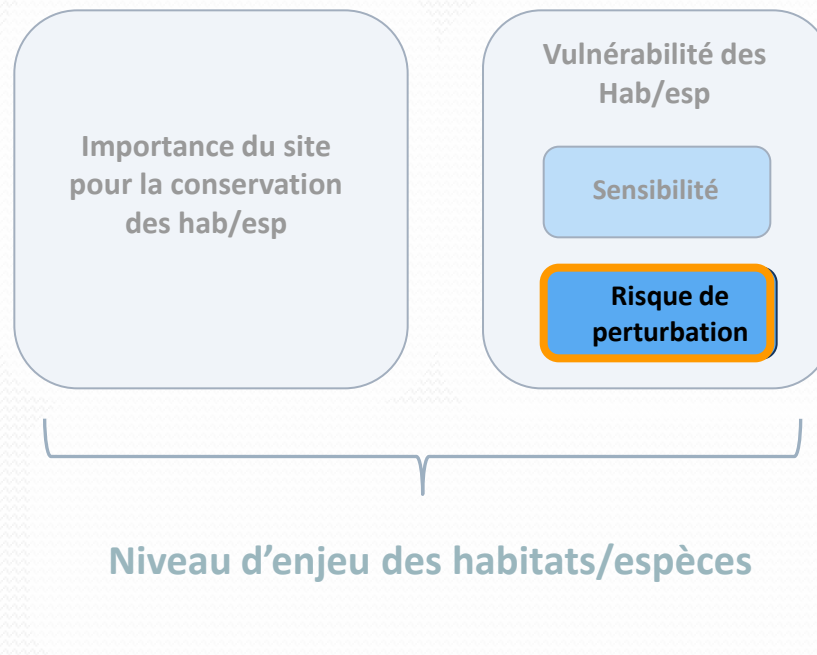 Importance du site
pour la conservation
des hab/esp
Vulnérabilité des
Hab/esp
Sensibilité
Risque de
perturbation
Niveau d’enjeu des habitats/espèces